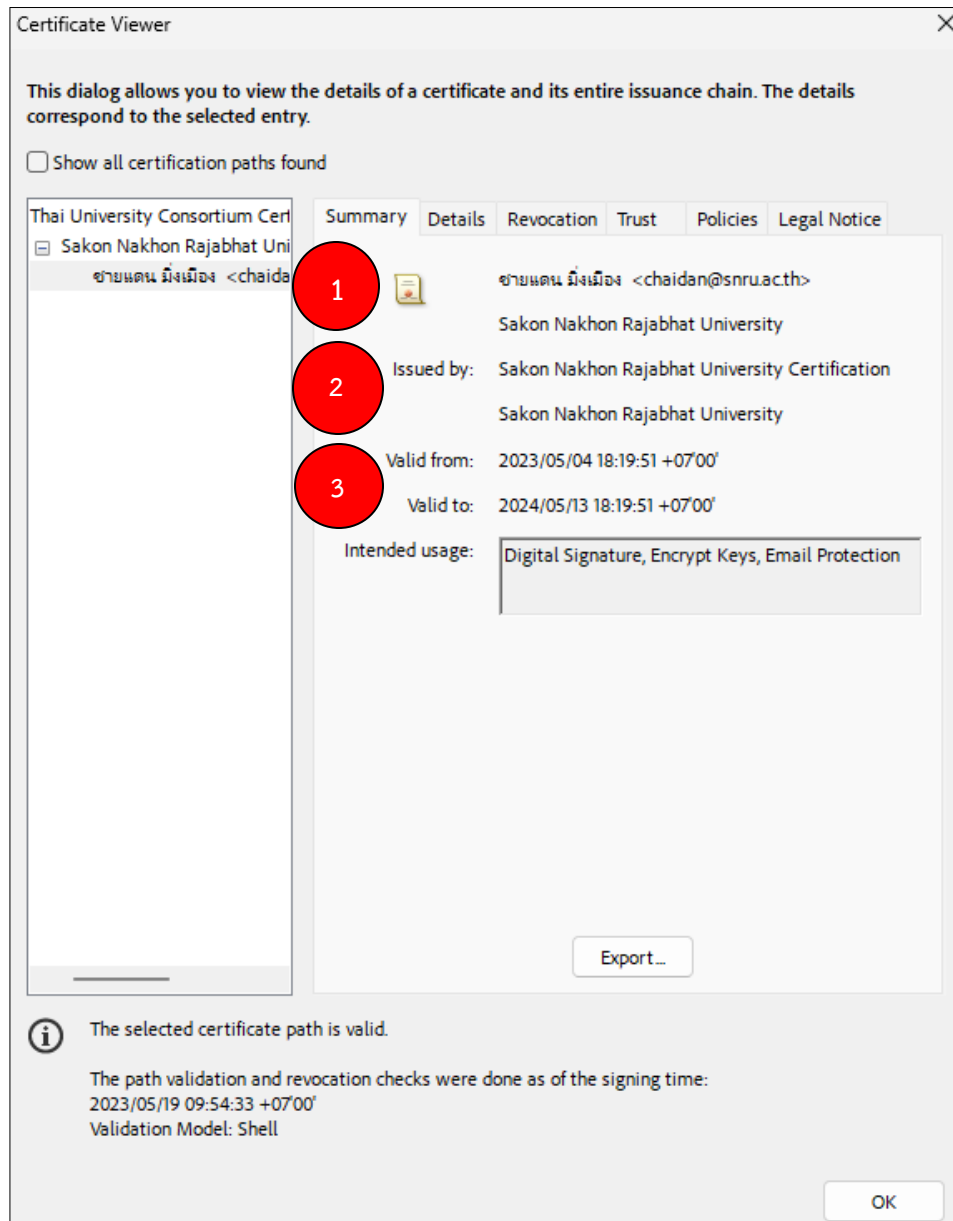 Certificate Viewer
This dialog allows you to view the details of a certificate and its entire issuance chain. The details
correspond to the selected entry.
Show all certification paths found
Thai University Consortium Cert
Sakon Nakhon Rajabhat Uni
ชายแดน มิ่งเมือง <chaida
Summary Details Revocation Trust Policies Legal Notice
1
ชายแดน มิ่งเมือง <chaidan@snru.ac.th>
Sakon Nakhon Rajabhat University
2
Issued by: Sakon Nakhon Rajabhat University Certification
Sakon Nakhon Rajabhat University
3
Valid from: 2023/05/04 18:19:51 +07'00'
Valid to: 2024/05/13 18:19:51 +07'00'
Intended usage: Digital Signature, Encrypt Keys, Email Protection
Export...
The selected certificate path is valid.
The path validation and revocation checks were done as of the signing time:
2023/05/19 09:54:33 +07'00'
Validation Model: Shell
OK